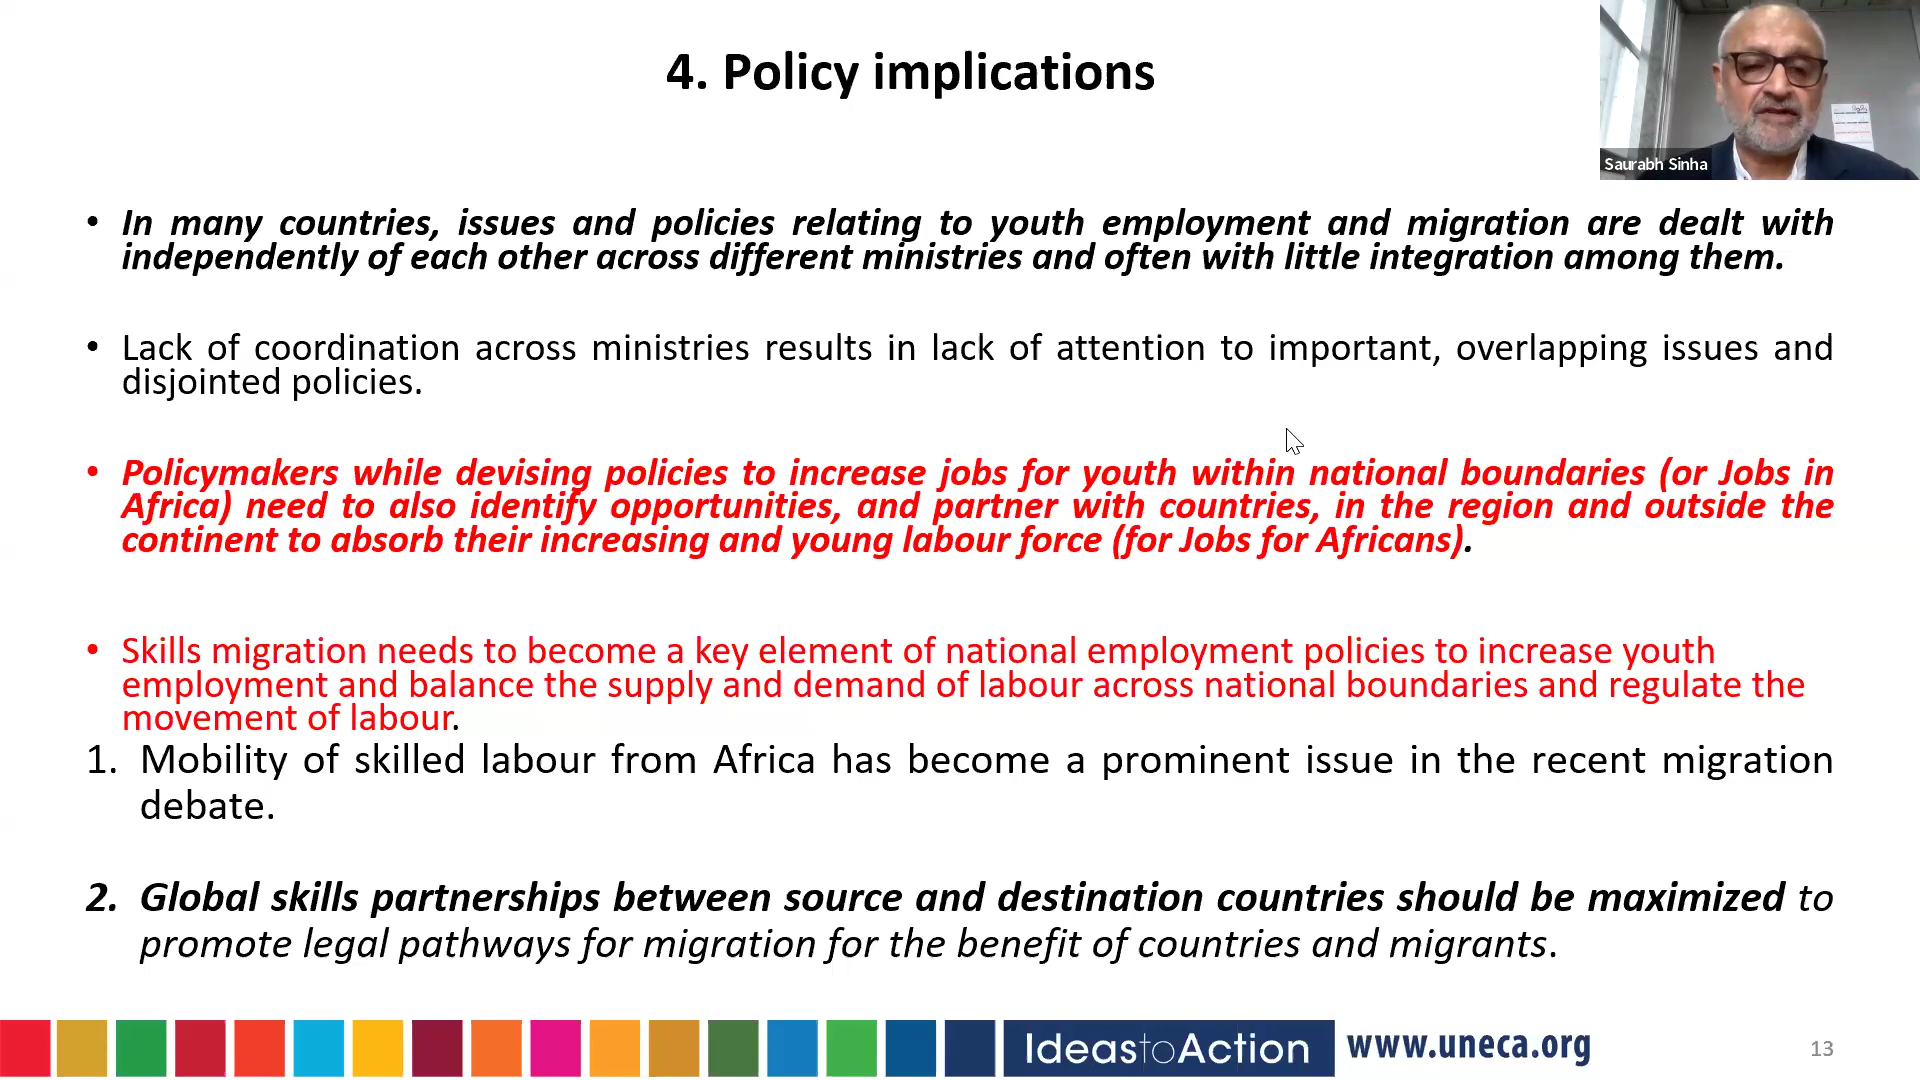 4. Policy implications
Saurabh Sinha
• In many countries, issues and policies relating to youth employment and migration are dealt with
independently of each other across different ministries and often with little integration among them.
• Lack of coordination across ministries results in lack of attention to important, overlapping issues and
disjointed policies.
• Policymakers while devising policies to increase jobs for youth within national boundaries (or Jobs in
Africa) need to also identify opportunities, and partner with countries, in the region and outside the
continent to absorb their increasing and young labour force (for Jobs for Africans).
• Skills migration needs to become a key element of national employment policies to increase youth
employment and balance the supply and demand of labour across national boundaries and regulate the
movement of labour.
1. Mobility of skilled labour from Africa has become a prominent issue in the recent migration
debate.
2. Global skills partnerships between source and destination countries should be maximized to
promote legal pathways for migration for the benefit of countries and migrants.
IdeastoAction
www.uneca.org
13